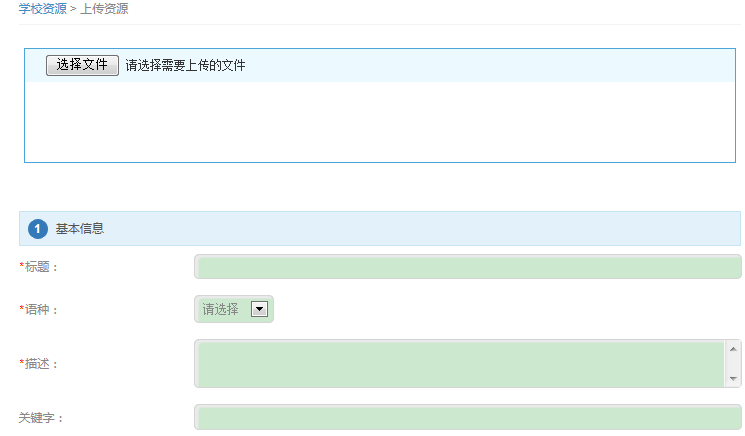 学校资源 > 上传资源
选择文件 请选择需要上传的文件
1 基本信息
*标题：
*语种： 请选择
*描述：
关键字：